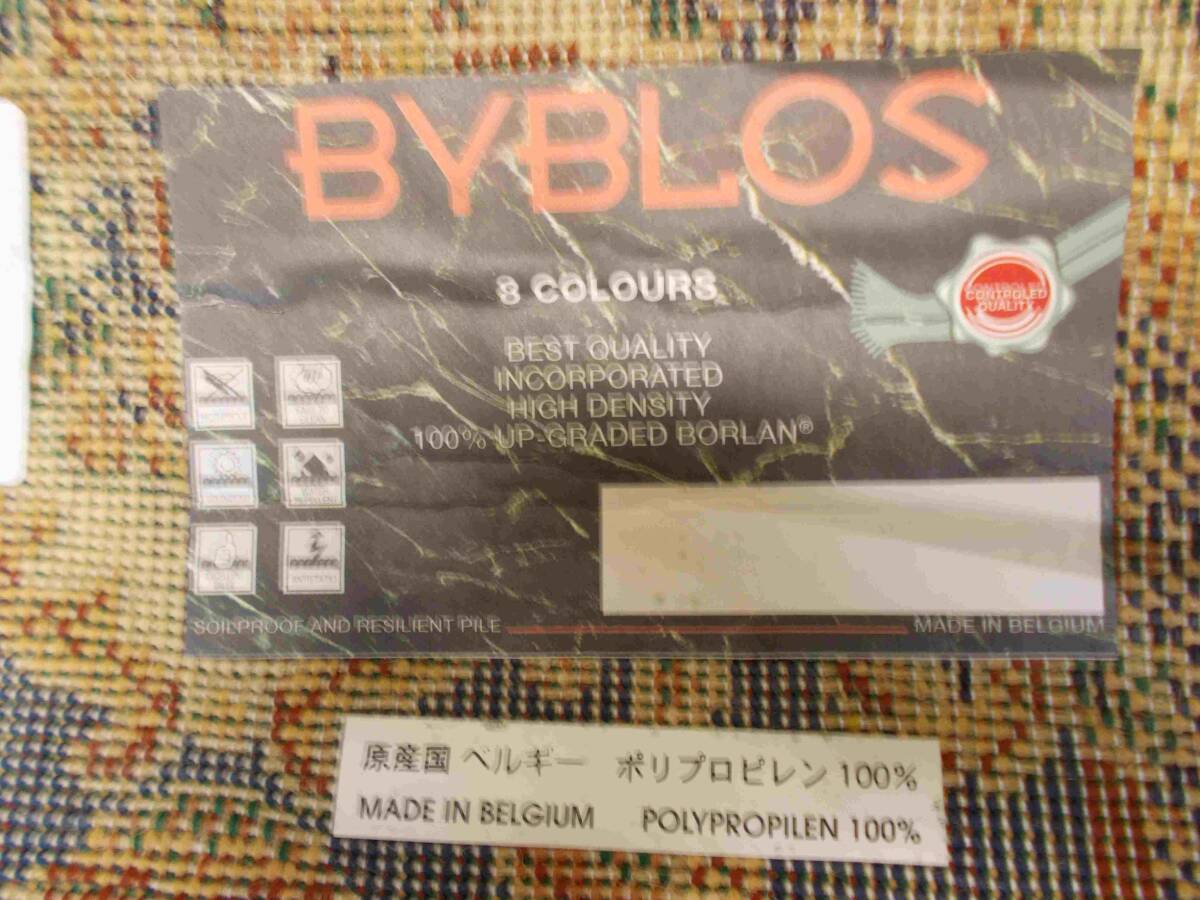 BYBLOS
8 COLOURS
CONTROLED
QUALITY
BEST QUALITY
INCORPORATED
HIGH DENSITY
100% UP-GRADED BORLAN®
ANTISTATIC
SOILPROOF AND RESILIENT PILE
MADE IN BELGIUM
原産国 ベルギー ポリプロピレン 100%
MADE IN BELGIUM POLYPROPILEN 100%